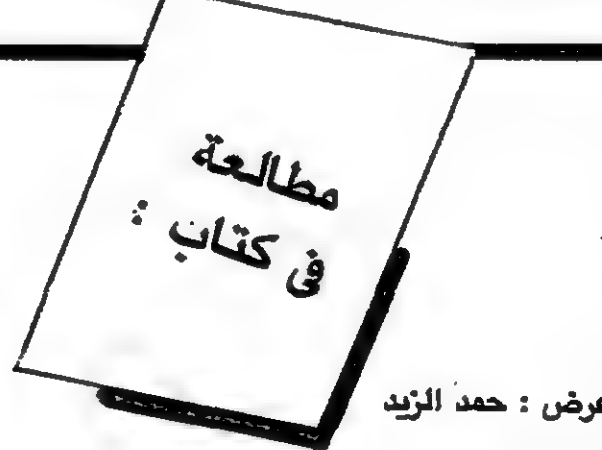 مطالعة
فى كتاب :
عرض : حمد الزيد